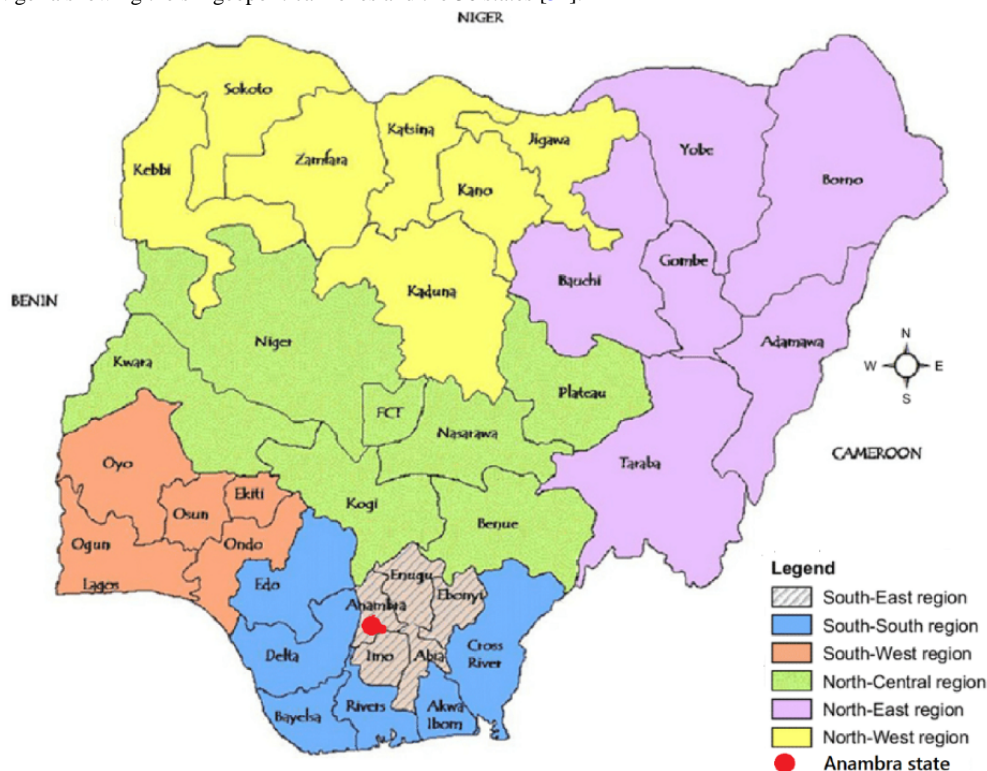 NIGER
Sokoto
Katsina
Jigawa
Yobe
Kebbi
Zamfara
Kano
Borno
Gombe
Bauchi
Kaduna
BENIN
Niger
Adamawa
N
W
E
S
Kwara
Plateau
FCT
Nasarawa
CAMEROON
Oyo
Taraba
Ekiti
Kogi
Osun
Benue
Ogun
Ondo
Lagos
Edo
Enugu
Ebonyi
Anambra
Delta
Imo
Abia
Cross
River
Bayelsa
Rivers
Akwa
Ibom
Legend
South-East region
South-South region
South-West region
North-Central region
North-East region
North-West region
Anambra state